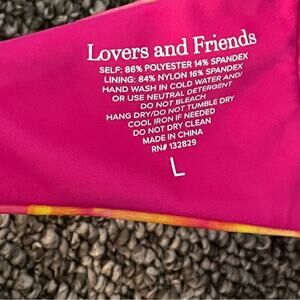 Lovers and Friends
SELF: 86% POLYESTER 14% SPANDEX
LINING: 84% NYLON 16% SPANDEX
HAND WASH IN COLD WATER AND/
OR USE NEUTRAL DETERGENT
DO NOT BLEACH
HANG DRY/DO NOT TUMBLE DRY
COOL IRON IF NEEDED
DO NOT DRY CLEAN
MADE IN CHINA
RN# 132829
L